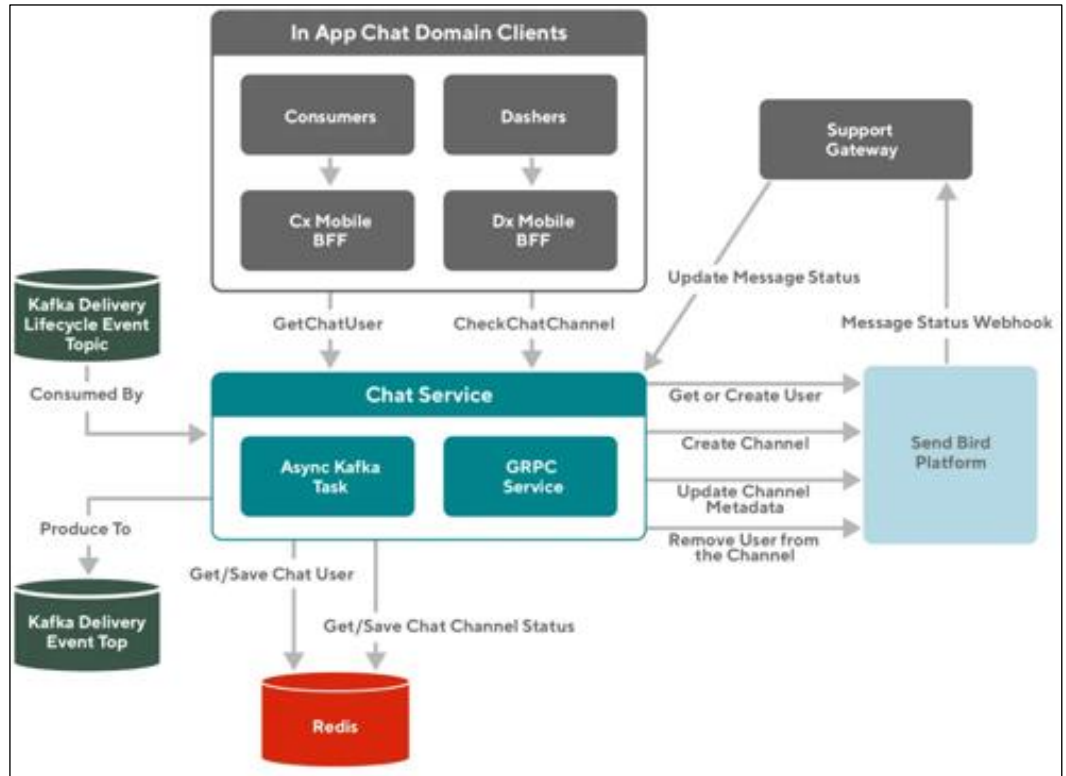 In App Chat Domain Clients
Consumers
Dashers
Cx Mobile
BFF
Dx Mobile
BFF
Support
Gateway
Update Message Status
Message Status Webhook
GetChatUser
CheckChatChannel
Kafka Delivery
Lifecycle Event
Topic
Consumed By
Chat Service
Async Kafka
Task
GRPC
Service
Get or Create User
Create Channel
Update Channel
Metadata
Remove User from
the Channel
Send Bird
Platform
Produce To
Kafka Delivery
Event Top
Get/Save Chat User
Get/Save Chat Channel Status
Redis